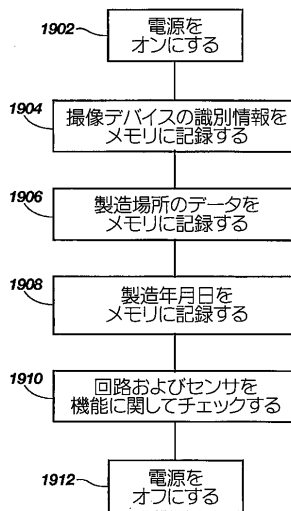 1902
電源を
オンにする
1904
撮像デバイスの識別情報を
メモリに記録する
1906
製造場所のデータを
メモリに記録する
1908
製造年月日を
メモリに記録する
1910
回路およびセンサを
機能に関してチェックする
1912
電源を
オフにする